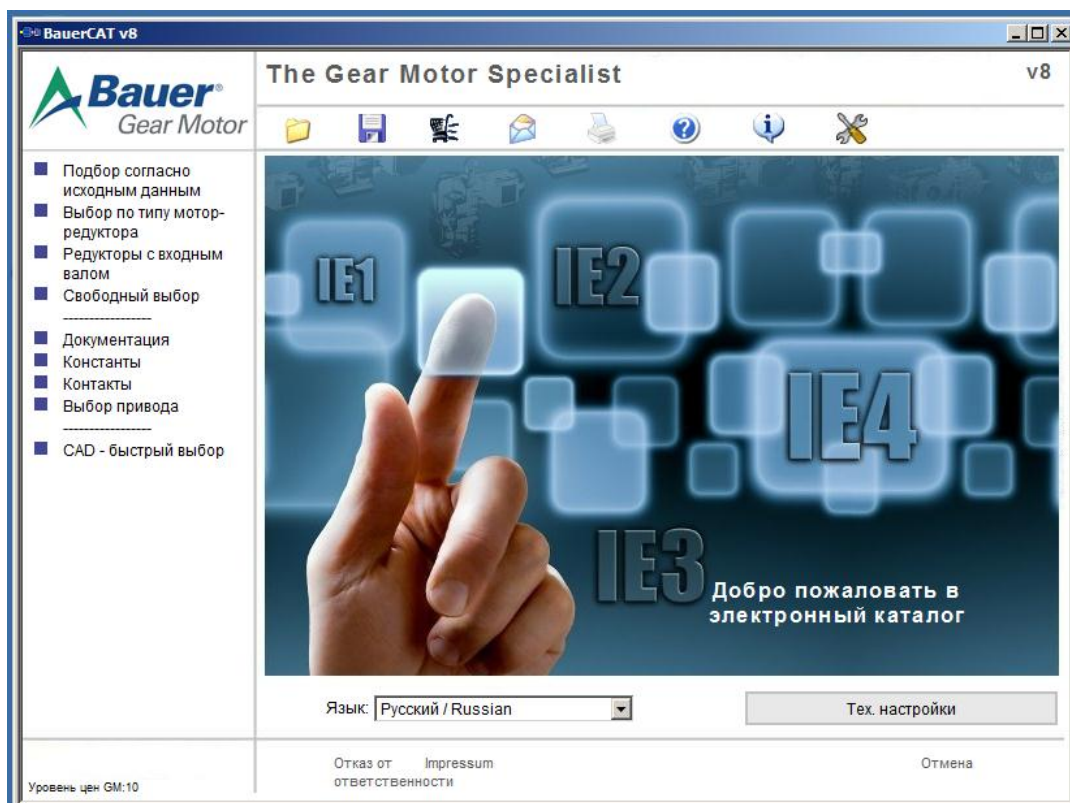 BauerCAT v8
Bauer®
Gear Motor
The Gear Motor Specialist
v8
Подбор согласно
исходным данным
Выбор по типу мотор-
редуктора
Редукторы с входным
валом
Свободный выбор
-----------------
Документация
Константы
Контакты
Выбор привода
-----------------
CAD - быстрый выбор
IE1
IE2
IE4
IE3
Добро пожаловать в
электронный каталог
Язык: Русский / Russian
Тех. настройки
Уровень цен GM:10
Отказ от
ответственности
Impressum
Отмена